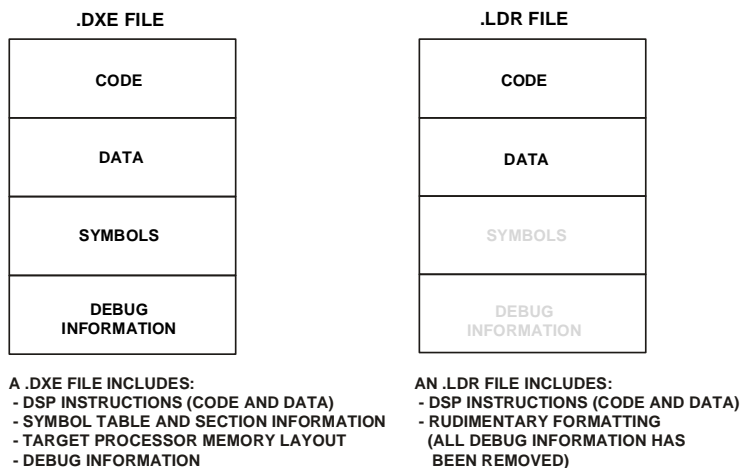 .DXE FILE
CODE
DATA
SYMBOLS
DEBUG
INFORMATION
A .DXE FILE INCLUDES:
- DSP INSTRUCTIONS (CODE AND DATA)
- SYMBOL TABLE AND SECTION INFORMATION
- TARGET PROCESSOR MEMORY LAYOUT
- DEBUG INFORMATION
.LDR FILE
CODE
DATA
SYMBOLS
DEBUG
INFORMATION
AN .LDR FILE INCLUDES:
- DSP INSTRUCTIONS (CODE AND DATA)
- RUDIMENTARY FORMATTING
(ALL DEBUG INFORMATION HAS
BEEN REMOVED)